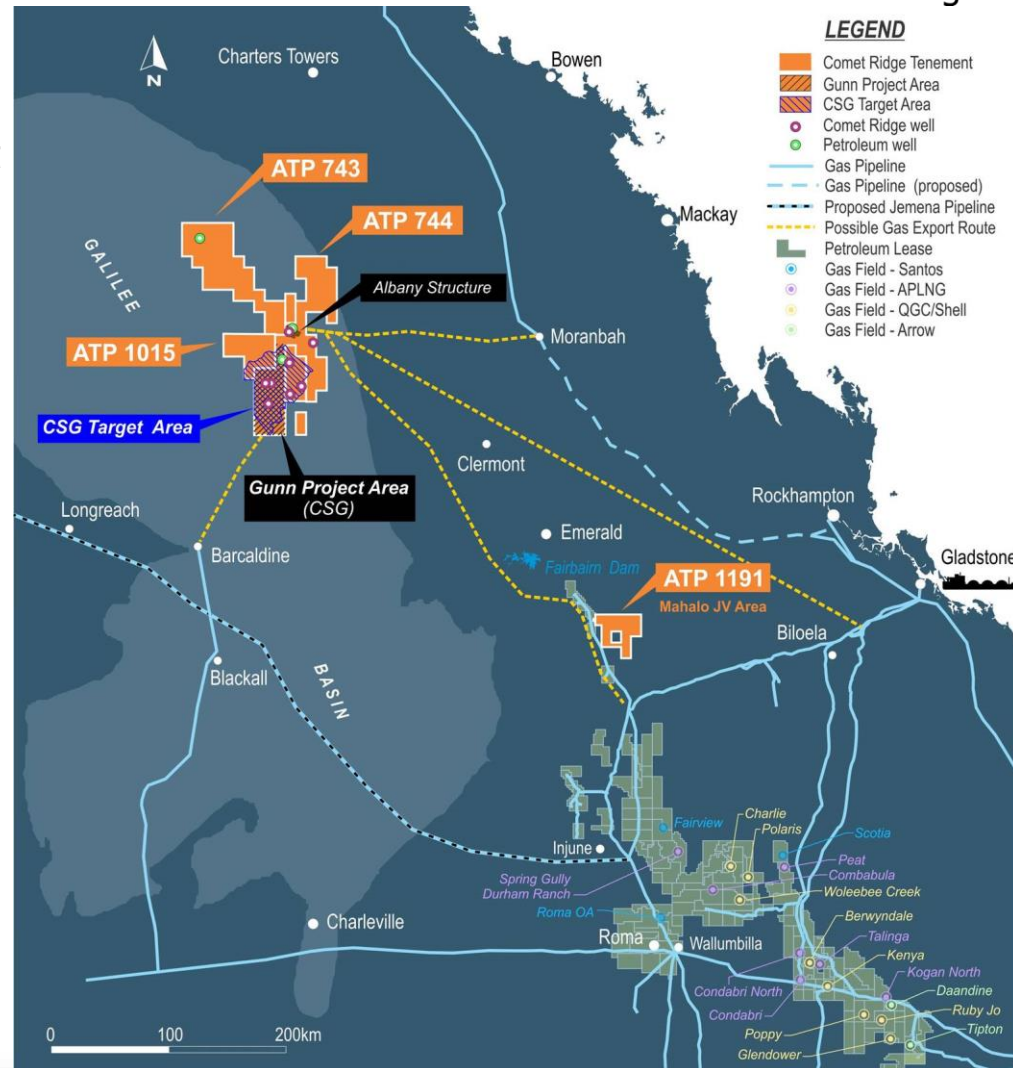 LEGEND
Comet Ridge Tenement
Gunn Project Area
CSG Target Area
Comet Ridge well
Petroleum well
Gas Pipeline
Gas Pipeline (proposed)
Proposed Jemena Pipeline
Possible Gas Export Route
Petroleum Lease
Gas Field - Santos
Gas Field - APLNG
Gas Field - QGC/Shell
Gas Field - Arrow
N
Charters Towers
Bowen
ATP 743
ATP 744
Mackay
GALILEE
Albany Structure
ATP 1015
Moranbah
CSG Target Area
Clermont
Gunn Project Area
(CSG)
Longreach
Rockhampton
Emerald
Barcaldine
Fairbairn Dam
Gladstone
ATP 1191
Mahalo JV Area
Biloela
Blackall
BASIN
Charlie
Polaris
Fairview
Scotia
Injune
Peat
Spring Gully
Combabula
Durham Ranch
Woleebee Creek
Roma OA
Berwyndale
Charleville
Roma
Wallumbilla
Talinga
Kenya
Kogan North
Condabri North
Daandine
Condabri
Ruby Jo
Poppy
Tipton
Glendower
0 100 200km